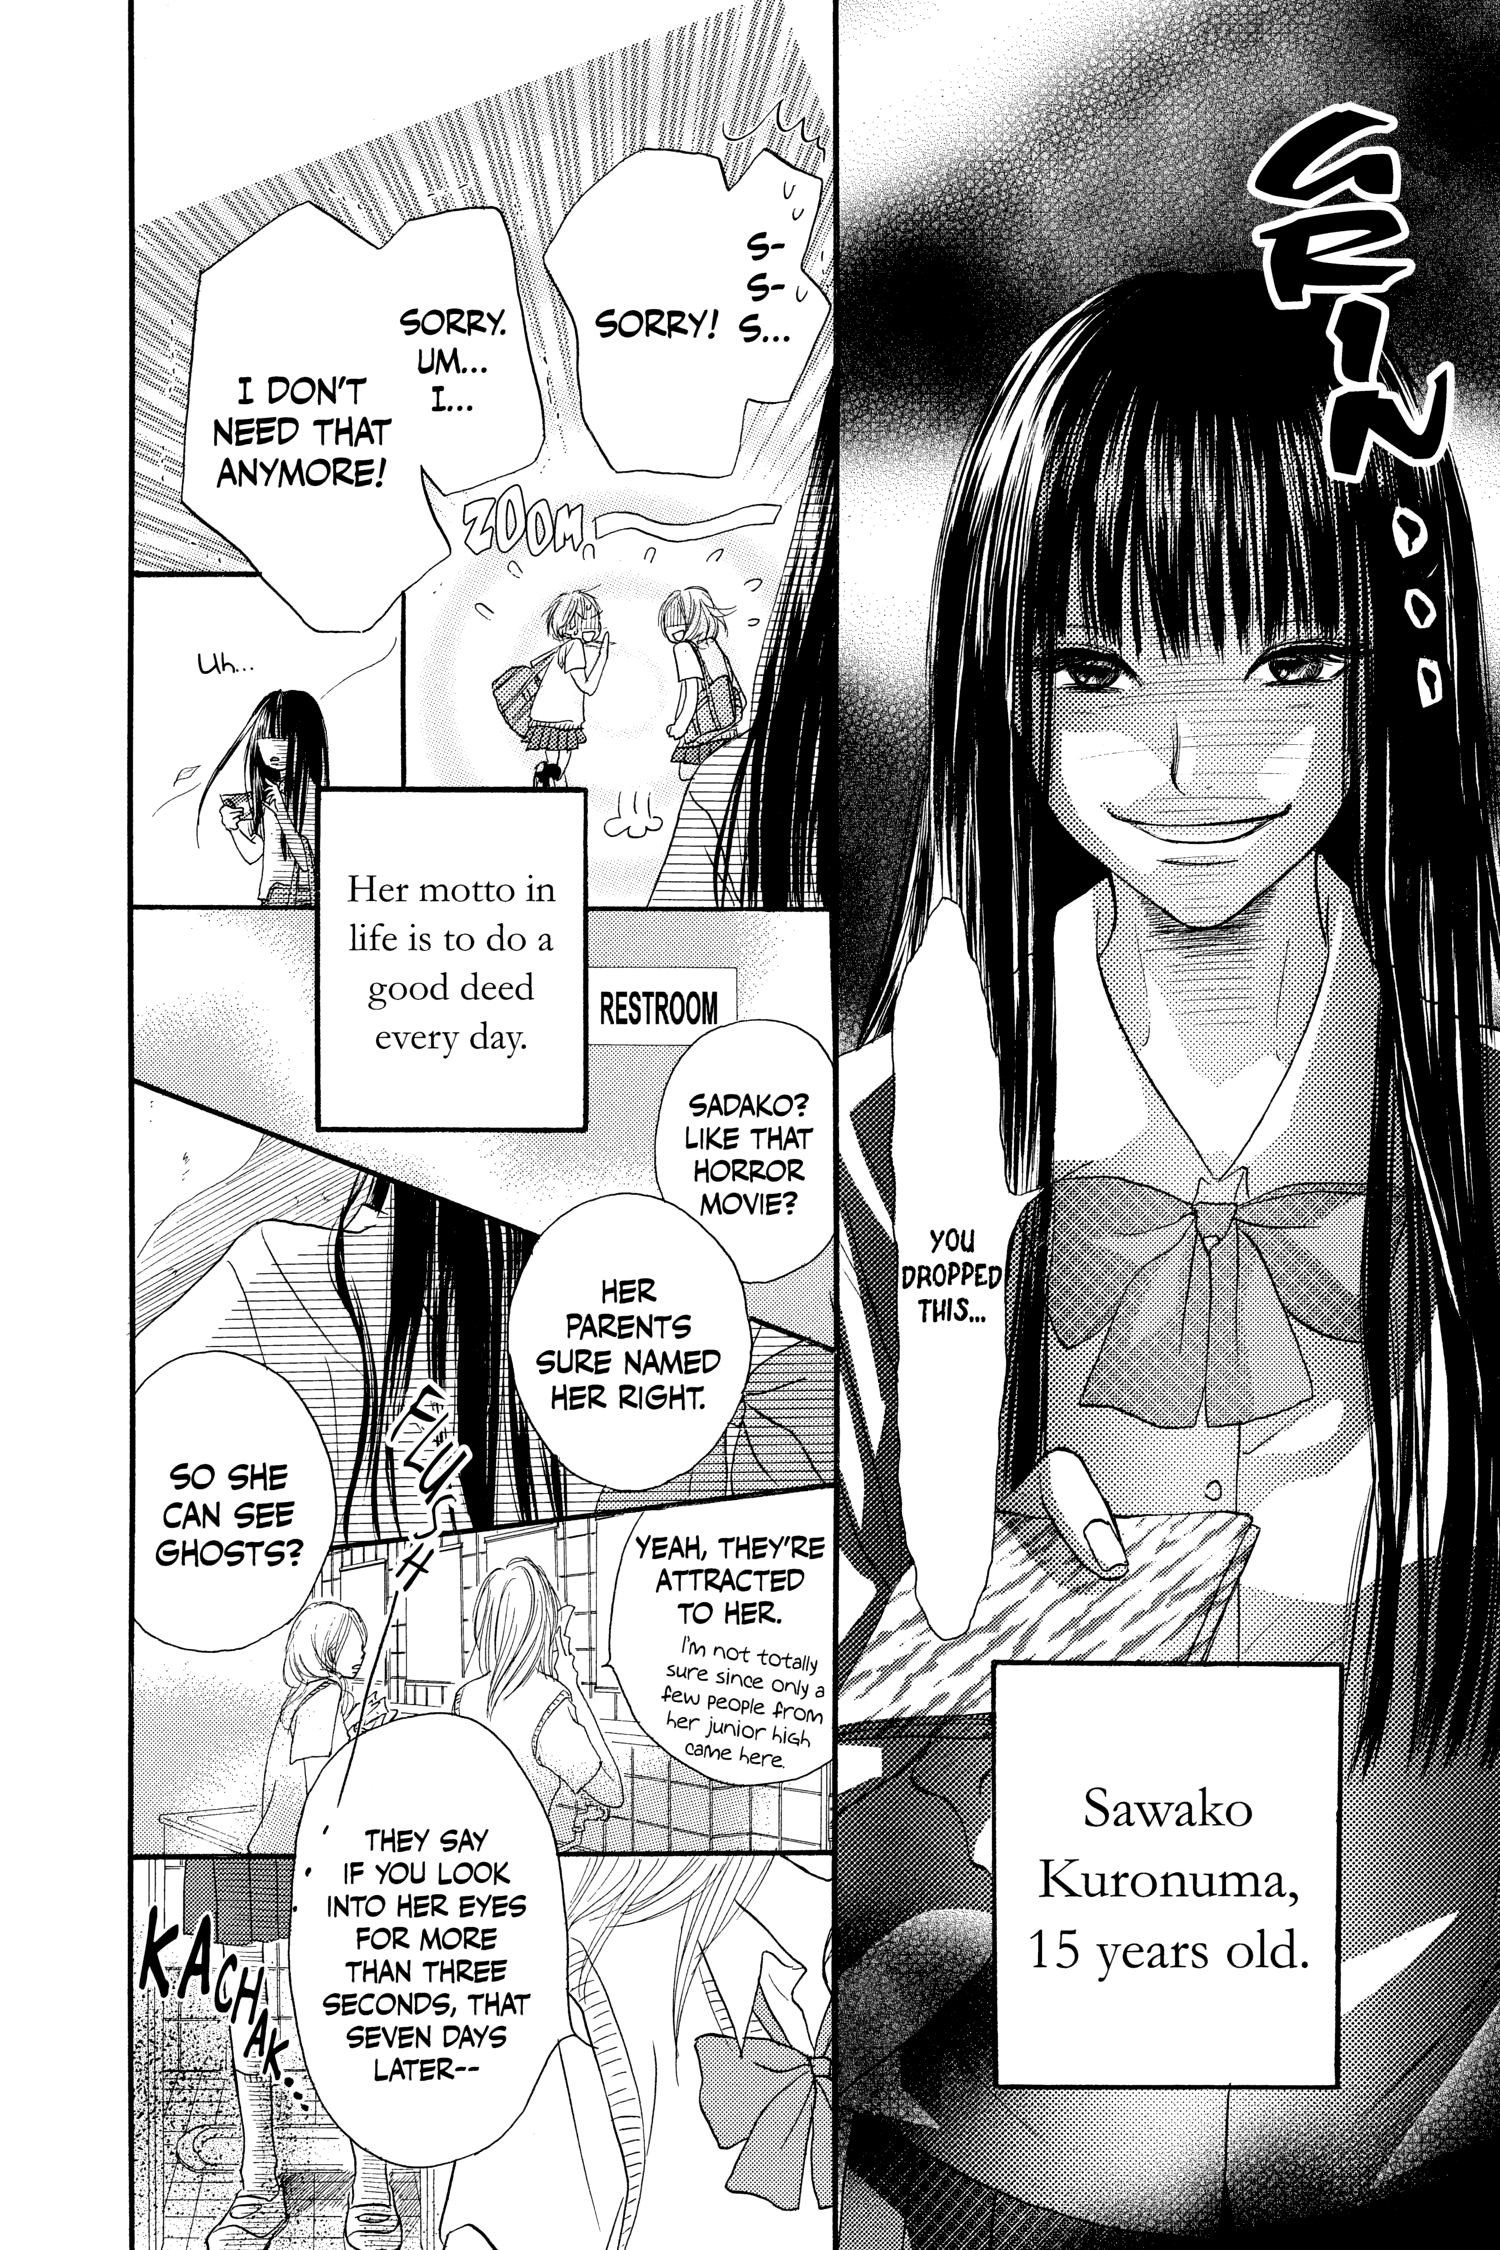 GRIN...
YOU
DROPPED
THIS...
Sawako
Kuronuma,
15 years old.
S-
S-
S...
SORRY!
SORRY.
UM...
I...
I DON'T
NEED THAT
ANYMORE!
ZOOM
Uh...
Her motto in
life is to do a
good deed
every day.
RESTROOM
SADAKO?
LIKE THAT
HORROR
MOVIE?
HER
PARENTS
SURE NAMED
HER RIGHT.
FLUSH
SO SHE
CAN SEE
GHOSTS?
YEAH, THEY'RE
ATTRACTED
TO HER.
I'm not totally
sure since only a
few people from
her junior high
came here.
THEY SAY
IF YOU LOOK
INTO HER EYES
FOR MORE
THAN THREE
SECONDS, THAT
SEVEN DAYS
LATER--
KACHAK...